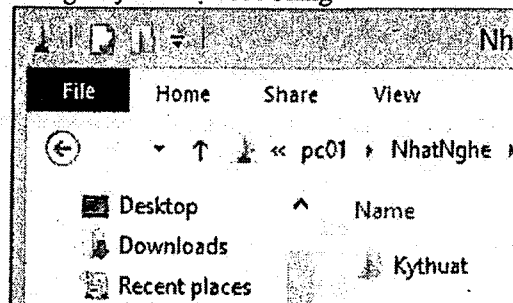 Nh
File Home Share View
« pc01 ▸ NhatNghe ▸
Desktop
Downloads
Recent places
Name
Kythuat